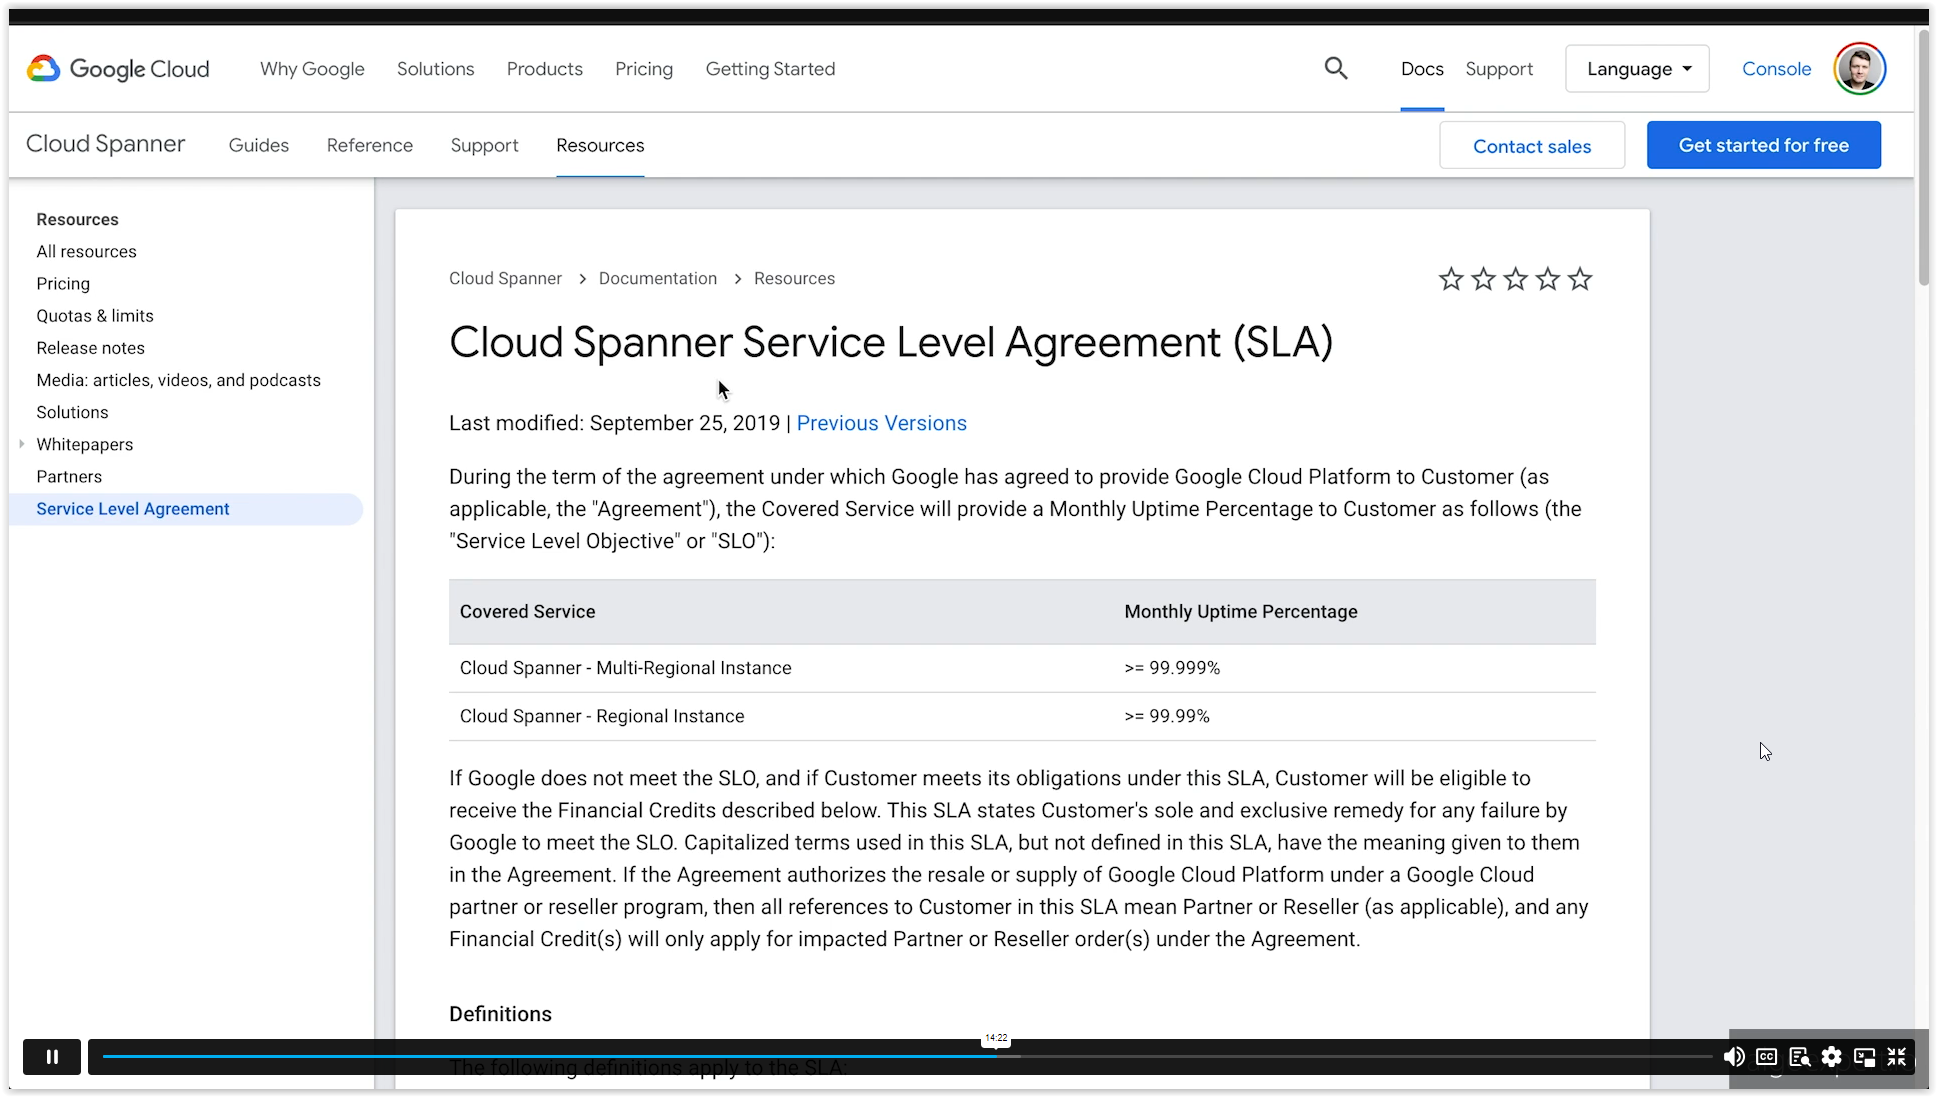 Google Cloud Why Google Solutions Products Pricing Getting Started Docs Support Language Console
Cloud Spanner Guides Reference Support Resources Contact sales Get started for free
Resources
All resources
Pricing
Quotas & limits
Release notes
Media: articles, videos, and podcasts
Solutions
Whitepapers
Partners
Service Level Agreement
Cloud Spanner > Documentation > Resources
Cloud Spanner Service Level Agreement (SLA)
Last modified: September 25, 2019 | Previous Versions
During the term of the agreement under which Google has agreed to provide Google Cloud Platform to Customer (as
applicable, the "Agreement"), the Covered Service will provide a Monthly Uptime Percentage to Customer as follows (the
"Service Level Objective" or "SLO"):
Covered Service Monthly Uptime Percentage
Cloud Spanner - Multi-Regional Instance >= 99.999%
Cloud Spanner - Regional Instance >= 99.99%
If Google does not meet the SLO, and if Customer meets its obligations under this SLA, Customer will be eligible to
receive the Financial Credits described below. This SLA states Customer's sole and exclusive remedy for any failure by
Google to meet the SLO. Capitalized terms used in this SLA, but not defined in this SLA, have the meaning given to them
in the Agreement. If the Agreement authorizes the resale or supply of Google Cloud Platform under a Google Cloud
partner or reseller program, then all references to Customer in this SLA mean Partner or Reseller (as applicable), and any
Financial Credit(s) will only apply for impacted Partner or Reseller order(s) under the Agreement.
Definitions
14:22
The following definitions apply to the SLA:
CC